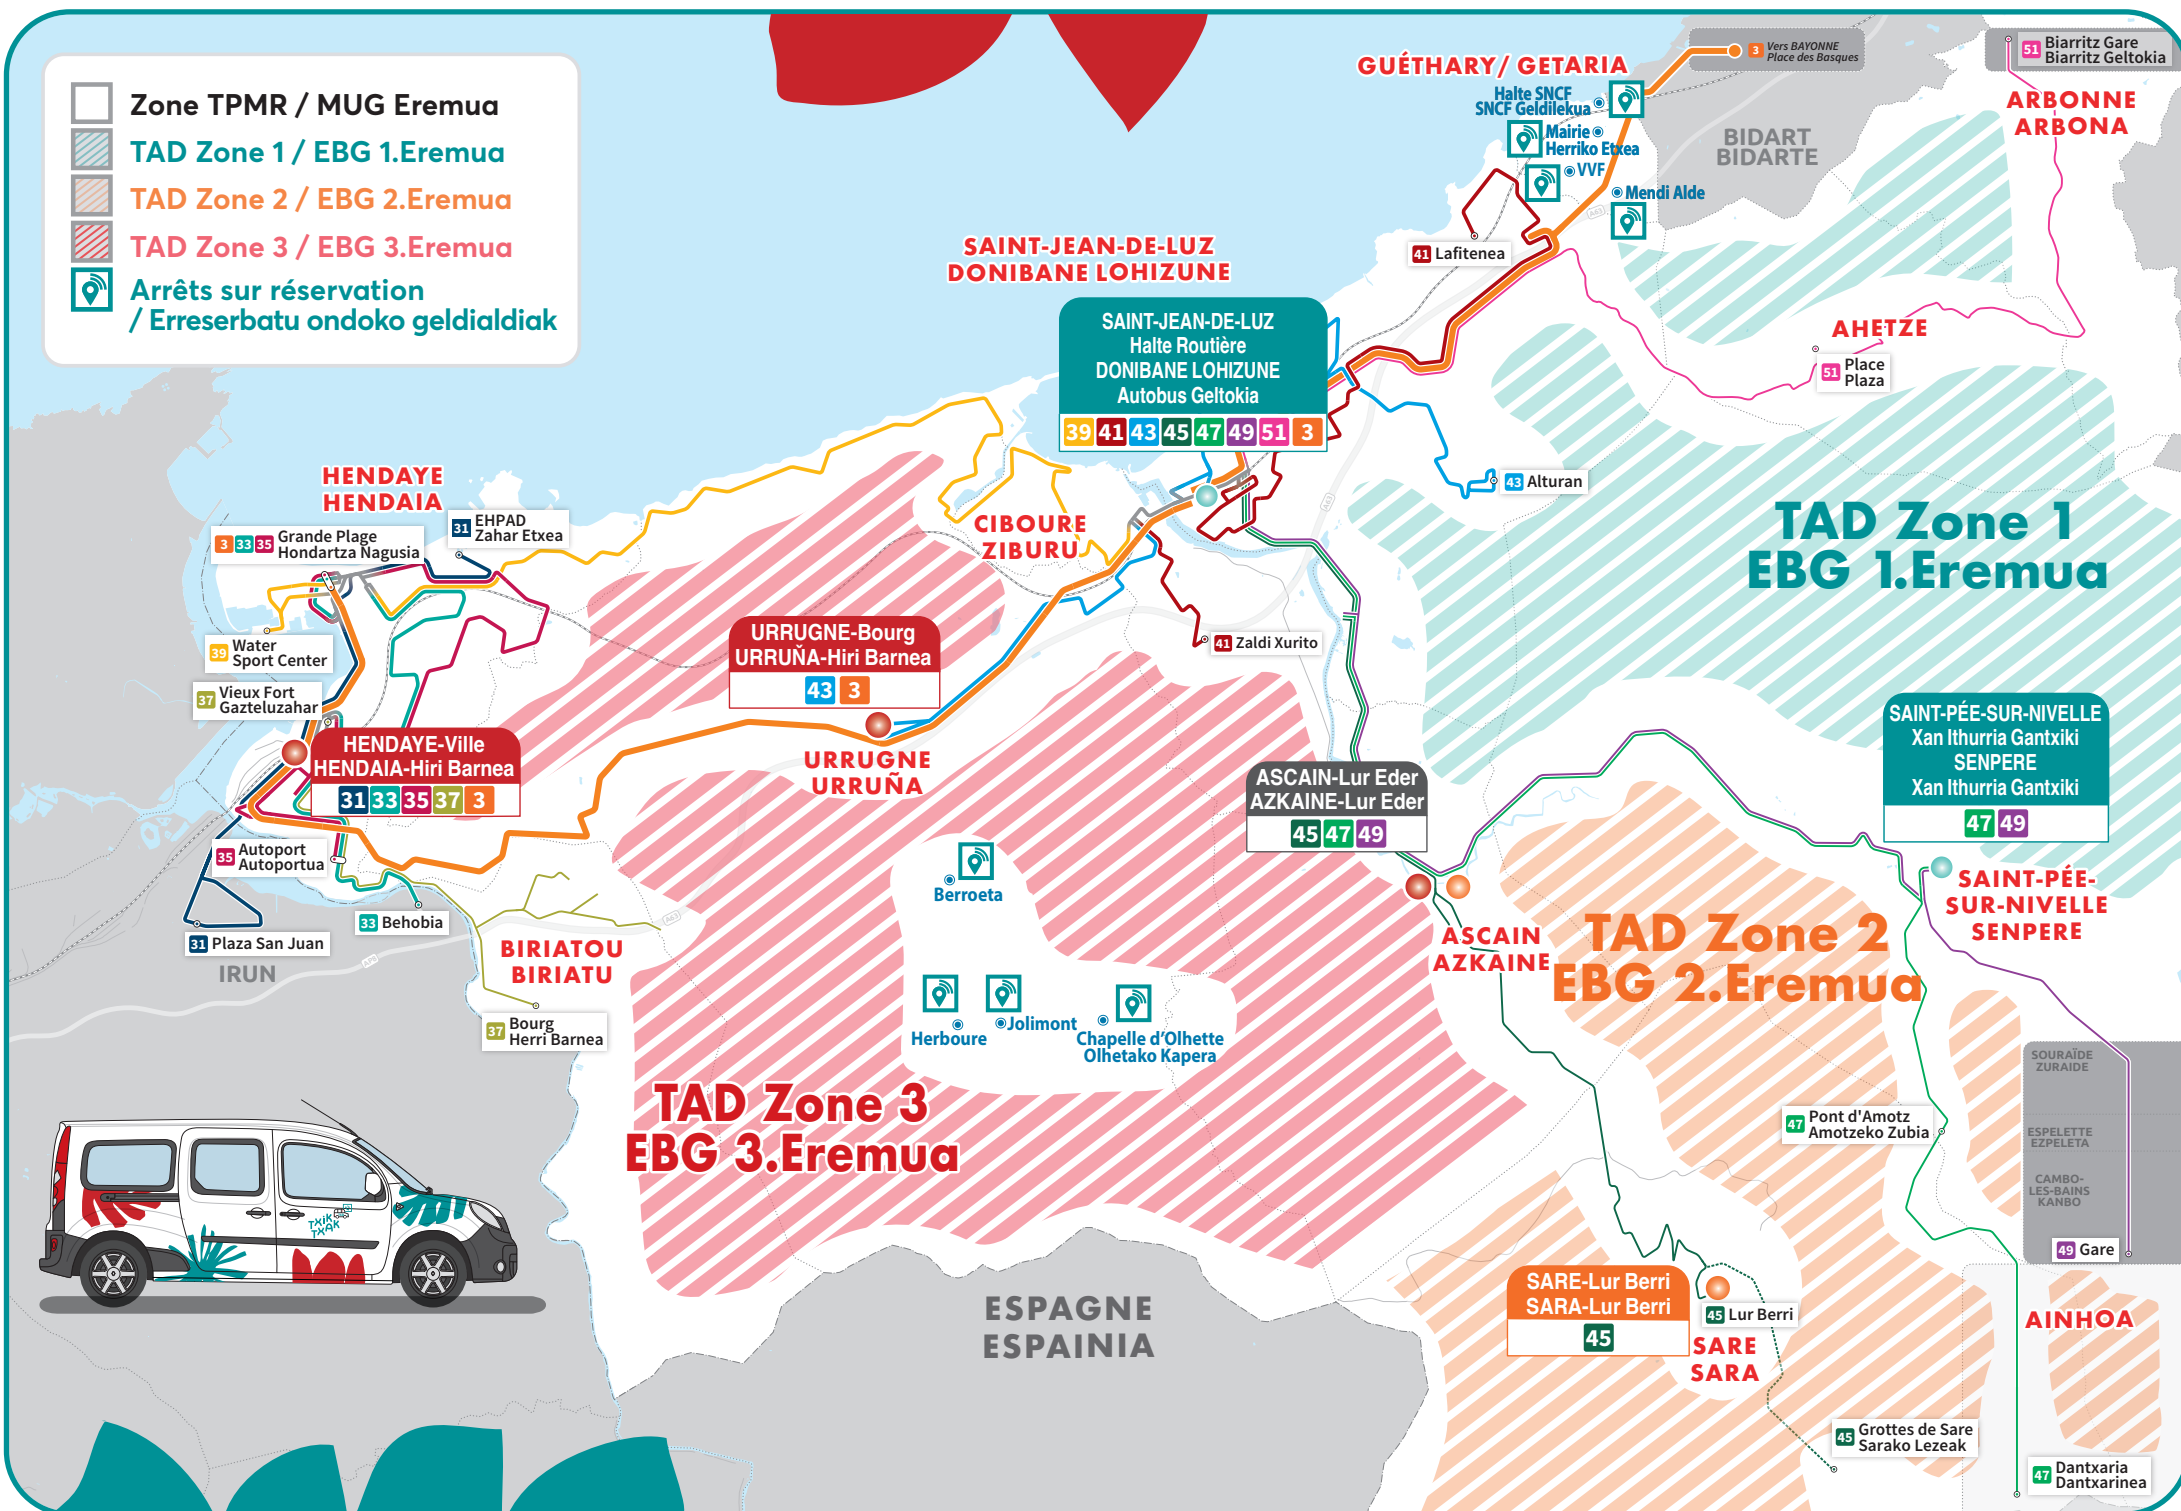 Zone TPMR / MUG Eremua
TAD Zone 1 / EBG 1.Eremua
TAD Zone 2 / EBG 2.Eremua
TAD Zone 3 / EBG 3.Eremua
Arrêts sur réservation
/ Erreserbatu ondoko geldialdiak
GUÉTHARY/ GETARIA
Halte SNCF
SNCF Geldilekua
Mairie
Herriko Etxea
VVF
Mendi Alde
3 Vers BAYONNE
Place des Basques
51 Biarritz Gare
Biarritz Geltokia
ARBONNE
ARBONA
BIDART
BIDARTE
A63
41 Lafitenea
SAINT-JEAN-DE-LUZ
DONIBANE LOHIZUNE
SAINT-JEAN-DE-LUZ
Halte Routière
DONIBANE LOHIZUNE
Autobus Geltokia
39 41 43 45 47 49 51 3
AHETZE
51 Place
Plaza
43 Alturan
A63
TAD Zone 1
EBG 1.Eremua
HENDAYE
HENDAIA
3 33 35 Grande Plage
Hondartza Nagusia
31 EHPAD
Zahar Etxea
CIBOURE
ZIBURU
39 Water
Sport Center
37 Vieux Fort
Gazteluzahar
41 Zaldi Xurito
URRUGNE-Bourg
URRUÑA-Hiri Barnea
43 3
URRUGNE
URRUÑA
HENDAYE-Ville
HENDAIA-Hiri Barnea
31 33 35 37 3
35 Autoport
Autoportua
33 Behobia
31 Plaza San Juan
IRUN
AP8
A63
BIRIATOU
BIRIATU
37 Bourg
Herri Barnea
ASCAIN-Lur Eder
AZKAINE-Lur Eder
45 47 49
ASCAIN
AZKAINE
SAINT-PÉE-SUR-NIVELLE
Xan Ithurria Gantxiki
SENPERE
Xan Ithurria Gantxiki
47 49
SAINT-PÉE-
SUR-NIVELLE
SENPERE
TAD Zone 2
EBG 2.Eremua
Berroeta
Herboure
Jolimont
Chapelle d'Olhette
Olhetako Kapera
TAD Zone 3
EBG 3.Eremua
SOURAÏDE
ZURAIDE
ESPELETTE
EZPELETA
CAMBO-
LES-BAINS
KANBO
49 Gare
47 Pont d'Amotz
Amotzeko Zubia
TXIK
TXAK
ESPAGNE
ESPAINIA
SARE-Lur Berri
SARA-Lur Berri
45
45 Lur Berri
SARE
SARA
AINHOA
45 Grottes de Sare
Sarako Lezeak
47 Dantxaria
Dantxarinea